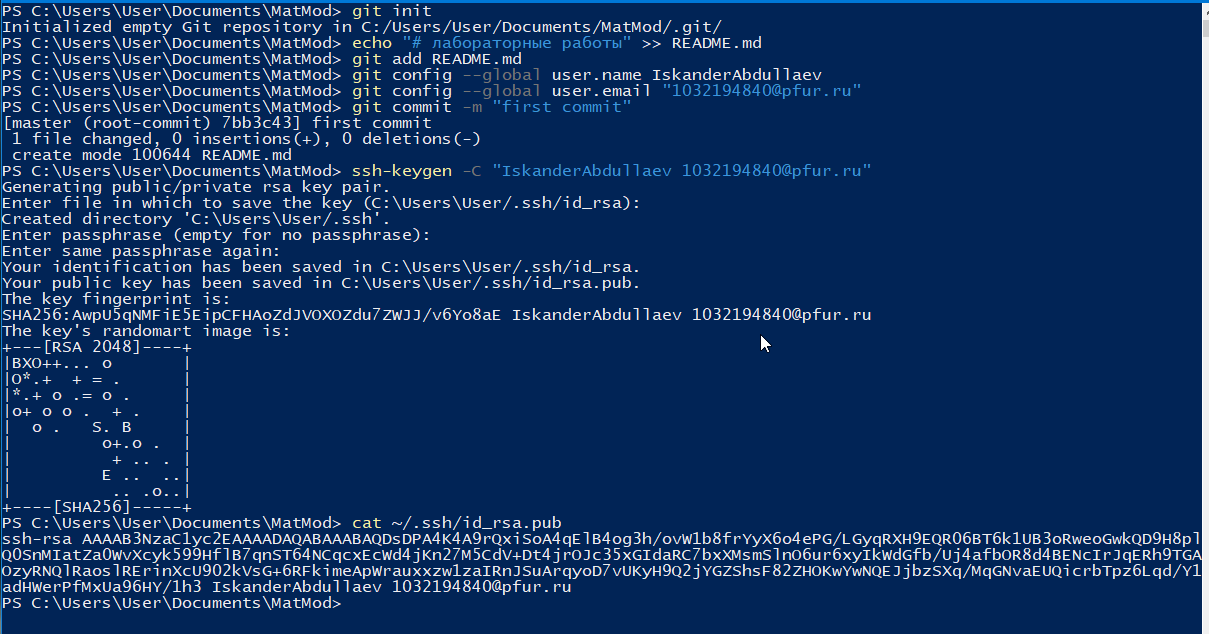 PS C:\Users\User\Documents\MatMod> git init
Initialized empty Git repository in C:/Users/User/Documents/MatMod/.git/
PS C:\Users\User\Documents\MatMod> echo "# лабораторные работы" >> README.md
PS C:\Users\User\Documents\MatMod> git add README.md
PS C:\Users\User\Documents\MatMod> git config --global user.name IskanderAbdullaev
PS C:\Users\User\Documents\MatMod> git config --global user.email "1032194840@pfur.ru"
PS C:\Users\User\Documents\MatMod> git commit -m "first commit"
[master (root-commit) 7bb3c43] first commit
 1 file changed, 0 insertions(+), 0 deletions(-)
 create mode 100644 README.md
PS C:\Users\User\Documents\MatMod> ssh-keygen -C "IskanderAbdullaev 1032194840@pfur.ru"
Generating public/private rsa key pair.
Enter file in which to save the key (C:\Users\User/.ssh/id_rsa):
Created directory 'C:\Users\User/.ssh'.
Enter passphrase (empty for no passphrase):
Enter same passphrase again:
Your identification has been saved in C:\Users\User/.ssh/id_rsa.
Your public key has been saved in C:\Users\User/.ssh/id_rsa.pub.
The key fingerprint is:
SHA256:AwpU5qNMFiE5EipCFHAoZdJVOXOZdu7ZWJJ/v6Yo8aE IskanderAbdullaev 1032194840@pfur.ru
The key's randomart image is:
+---[RSA 2048]----+
|BXO++... o       |
|O*.+  + = .      |
|*.+ o .= o .     |
|o+ o o .  + .    |
|  o .   S. B     |
|         o+.o .  |
|          + .. . |
|         E ..  ..|
|          .. .o..|
+----[SHA256]-----+
PS C:\Users\User\Documents\MatMod> cat ~/.ssh/id_rsa.pub
ssh-rsa AAAAB3NzaC1yc2EAAAADAQABAAABAQDsDPA4K4A9rQxiSoA4qElB4og3h/ovW1b8frYyX6o4ePG/LGyqRXH9EQR06BT6k1UB3oRweoGwkQD9H8pl
Q0SnMIatZa0WvXcyk599HflB7qnST64NCqcxEcWd4jKn27M5CdV+Dt4jrOJc35xGIdaRC7bxXMsmSlnO6ur6xyIkWdGfb/Uj4afbOR8d4BENcIrJqERh9TGA
OzyRNQlRaoslRErinXcU902kVsG+6RFkimeApWrauxxzw1zaIRnJSuArqyoD7vUKyH9Q2jYGZShsF82ZHOKwYwNQEJjbzSXq/MqGNvaEUQicrbTpz6Lqd/Y1
adHWerPfMxUa96HY/1h3 IskanderAbdullaev 1032194840@pfur.ru
PS C:\Users\User\Documents\MatMod>